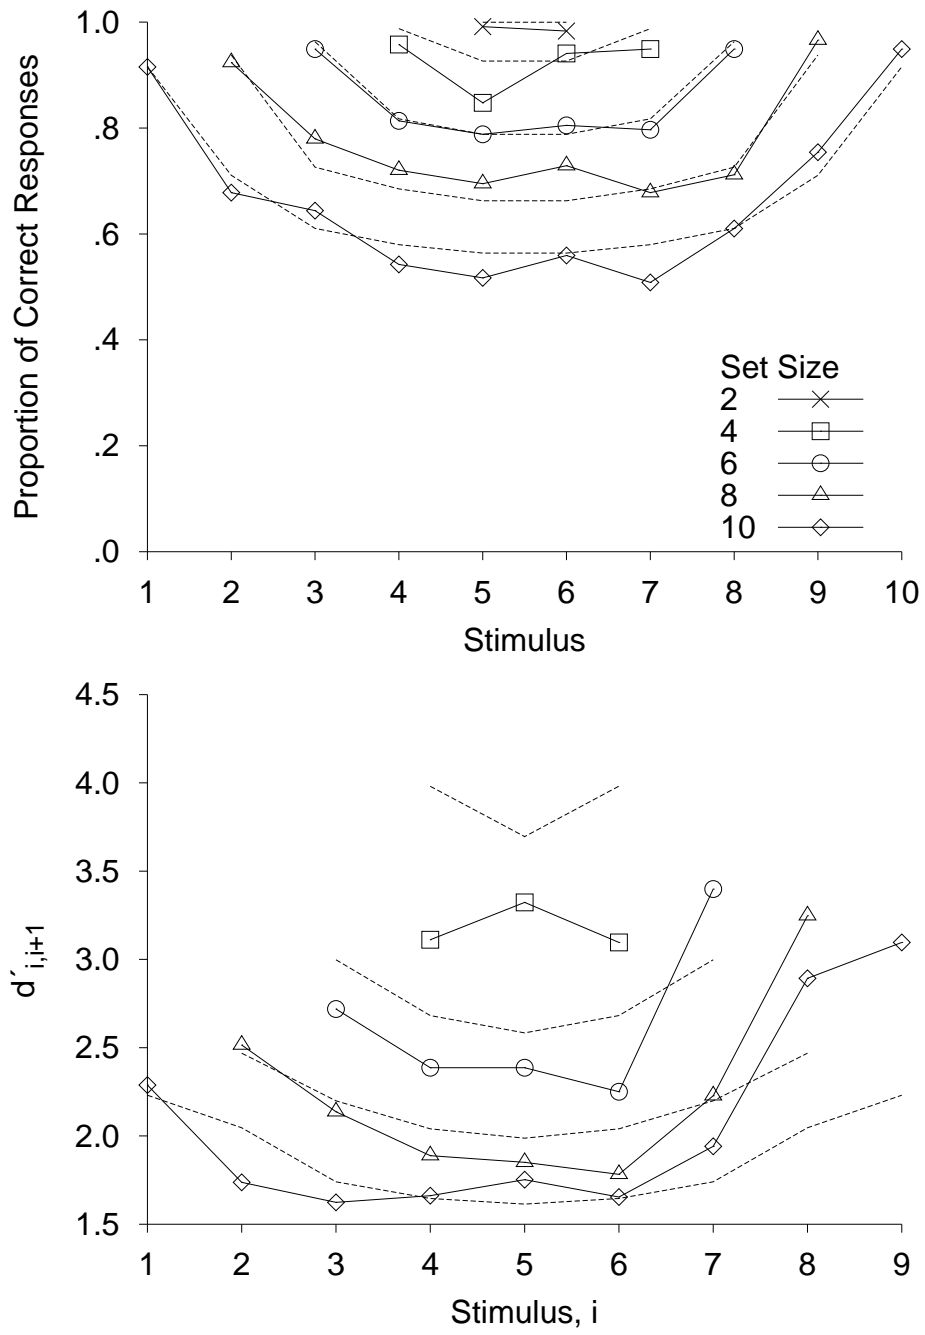 1.0
.8
.6
.4
.2
.0
Proportion of Correct Responses
Set Size
2
4
6
8
10
1 2 3 4 5 6 7 8 9 10
Stimulus
4.5
4.0
3.5
3.0
2.5
2.0
1.5
d´i,i+1
1 2 3 4 5 6 7 8 9
Stimulus, i